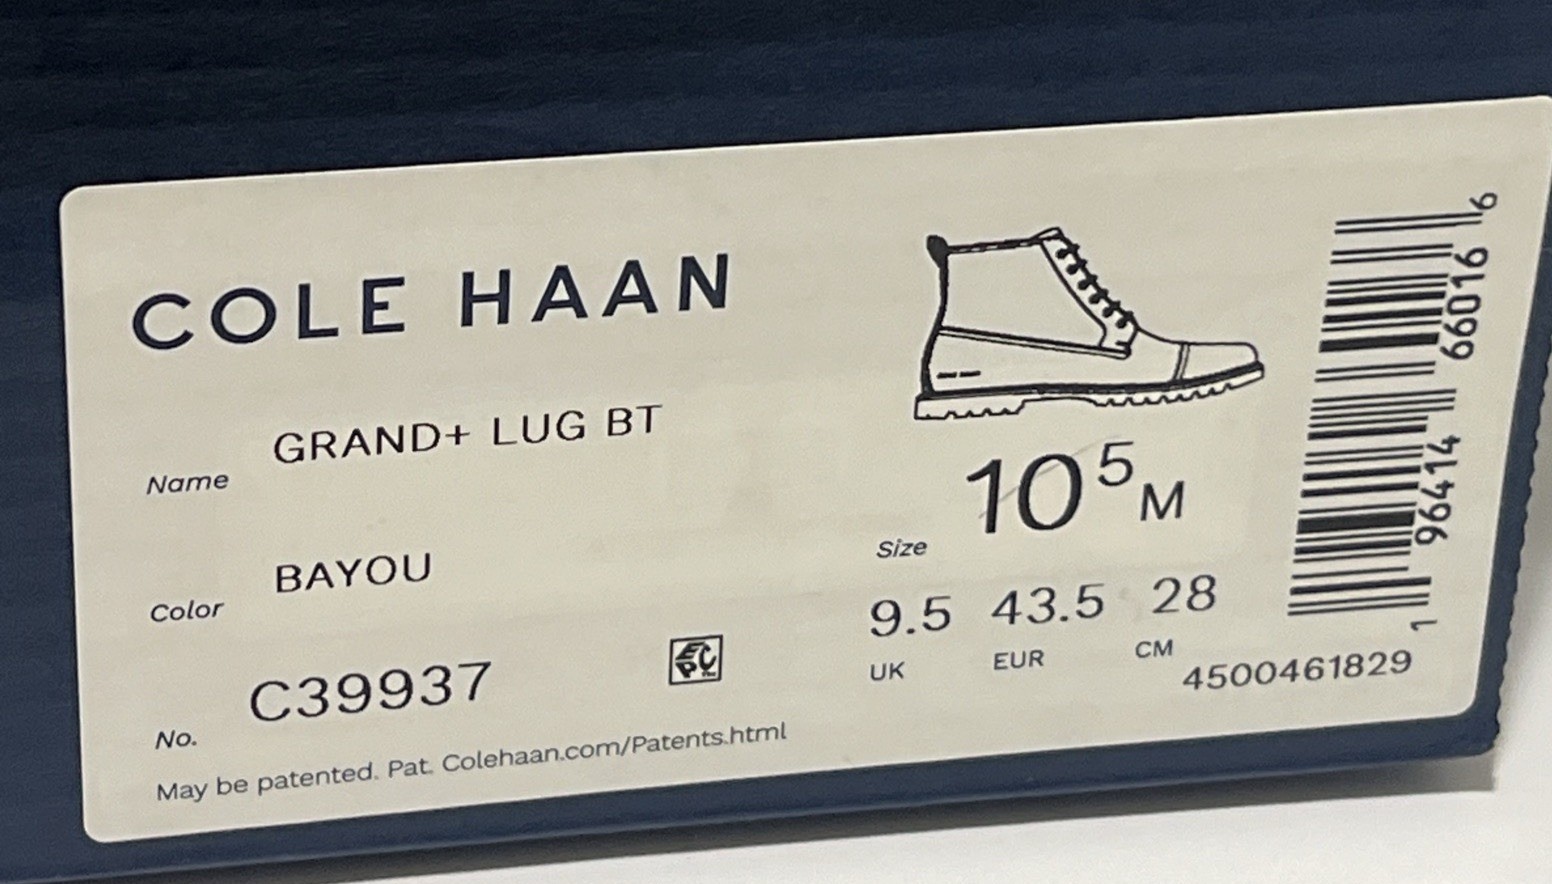 COLE HAAN
Name GRAND+ LUG BT
Color BAYOU
No. C39937
EPC
May be patented. Pat. Colehaan.com/Patents.html
Size 10 5 M
9.5 43.5 28
UK EUR CM
4500461829
1 96414 66016 6